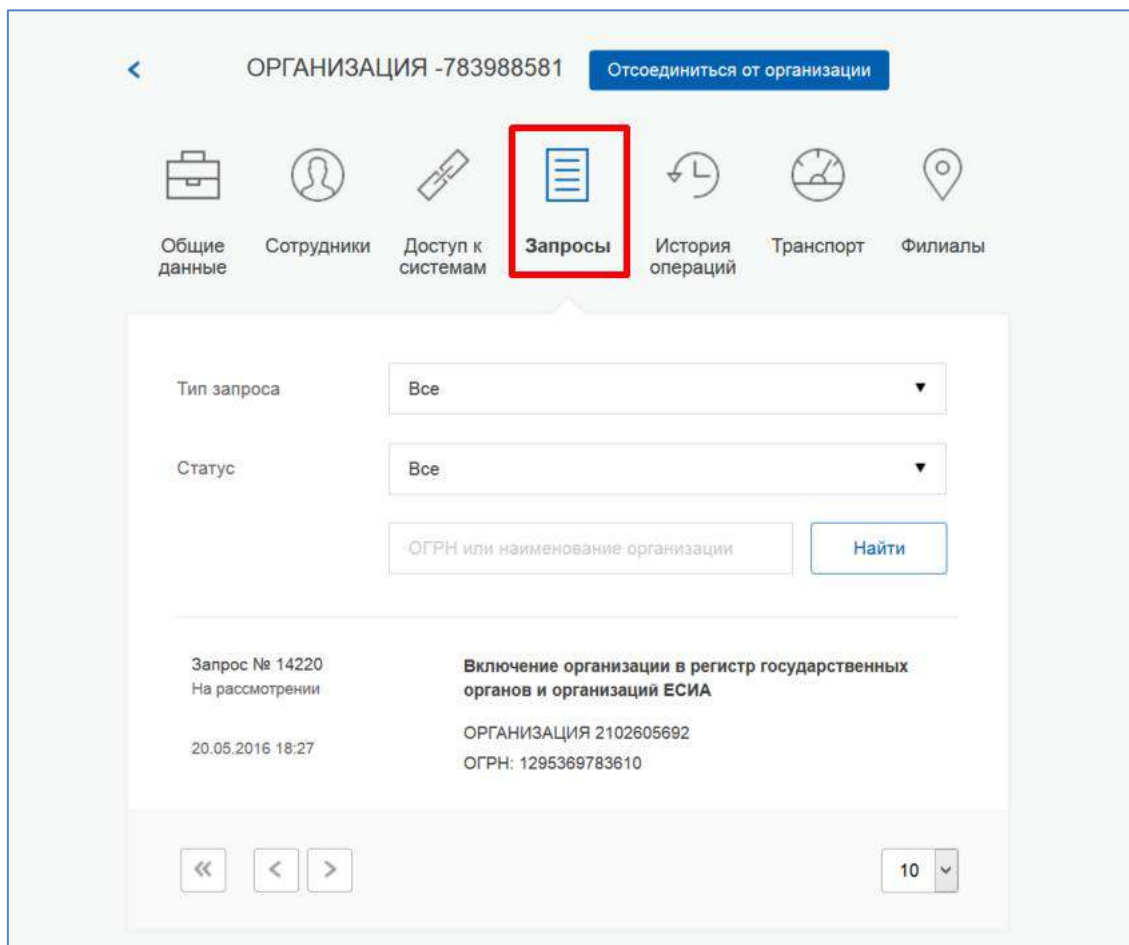 ОРГАНИЗАЦИЯ -783988581
Отсоединиться от организации
Общие данные
Сотрудники
Доступ к системам
Запросы
История операций
Транспорт
Филиалы
Тип запроса
Все
Статус
Все
ОГРН или наименование организации
Найти
Запрос № 14220
На рассмотрении
20.05.2016 18:27
Включение организации в регистр государственных
органов и организаций ЕСИА
ОРГАНИЗАЦИЯ 2102605692
ОГРН: 1295369783610
10